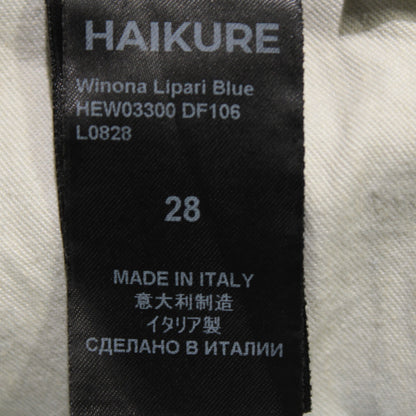 HAIKURE
Winona Lipari Blue
HEW03300 DF106
L0828
28
MADE IN ITALY
意大利制造
イタリア製
СДЕЛАНО В ИТАЛИИ